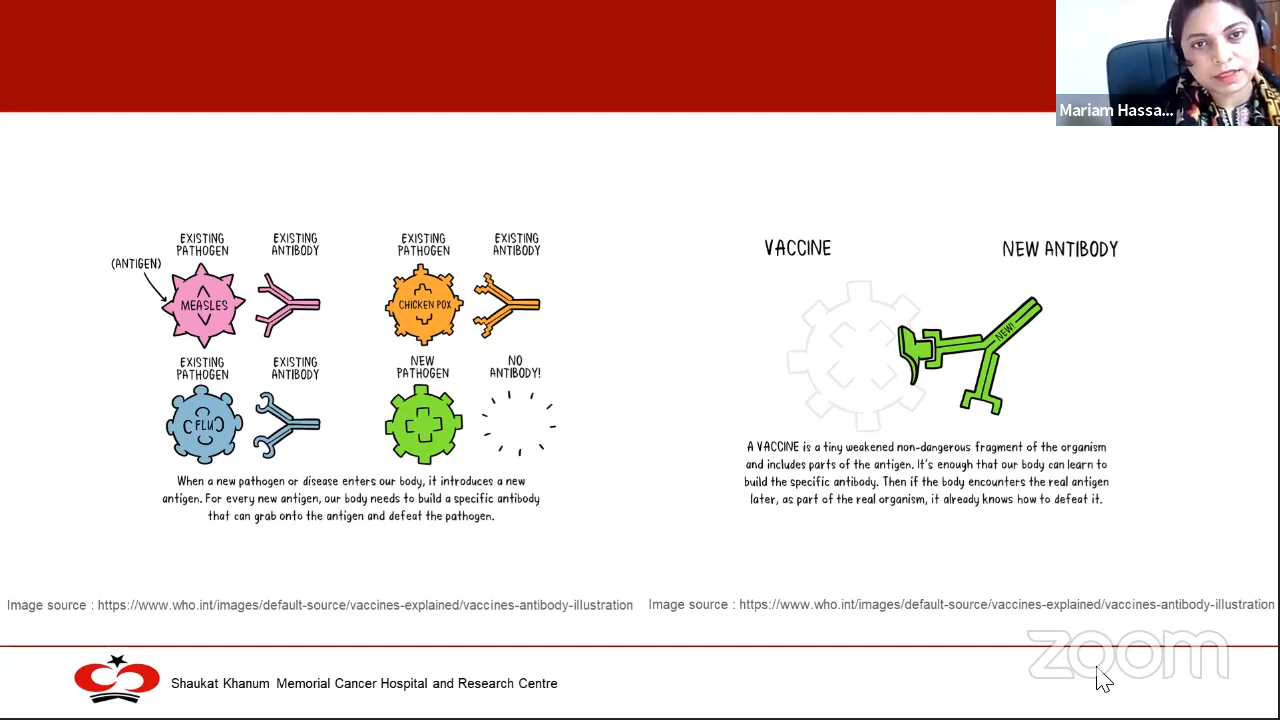 Mariam Hassa...
EXISTING PATHOGEN
EXISTING ANTIBODY
(ANTIGEN)
MEASLES
EXISTING PATHOGEN
EXISTING ANTIBODY
CHICKEN POX
EXISTING PATHOGEN
EXISTING ANTIBODY
FLU
NEW PATHOGEN
NO ANTIBODY!
When a new pathogen or disease enters our body, it introduces a new
antigen. For every new antigen, our body needs to build a specific antibody
that can grab onto the antigen and defeat the pathogen.
VACCINE
NEW ANTIBODY
NEW!
A VACCINE is a tiny weakened non-dangerous fragment of the organism
and includes parts of the antigen. It's enough that our body can learn to
build the specific antibody. Then if the body encounters the real antigen
later, as part of the real organism, it already knows how to defeat it.
Image source : https://www.who.int/images/default-source/vaccines-explained/vaccines-antibody-illustration
Image source : https://www.who.int/images/default-source/vaccines-explained/vaccines-antibody-illustration
zoom
Shaukat Khanum Memorial Cancer Hospital and Research Centre